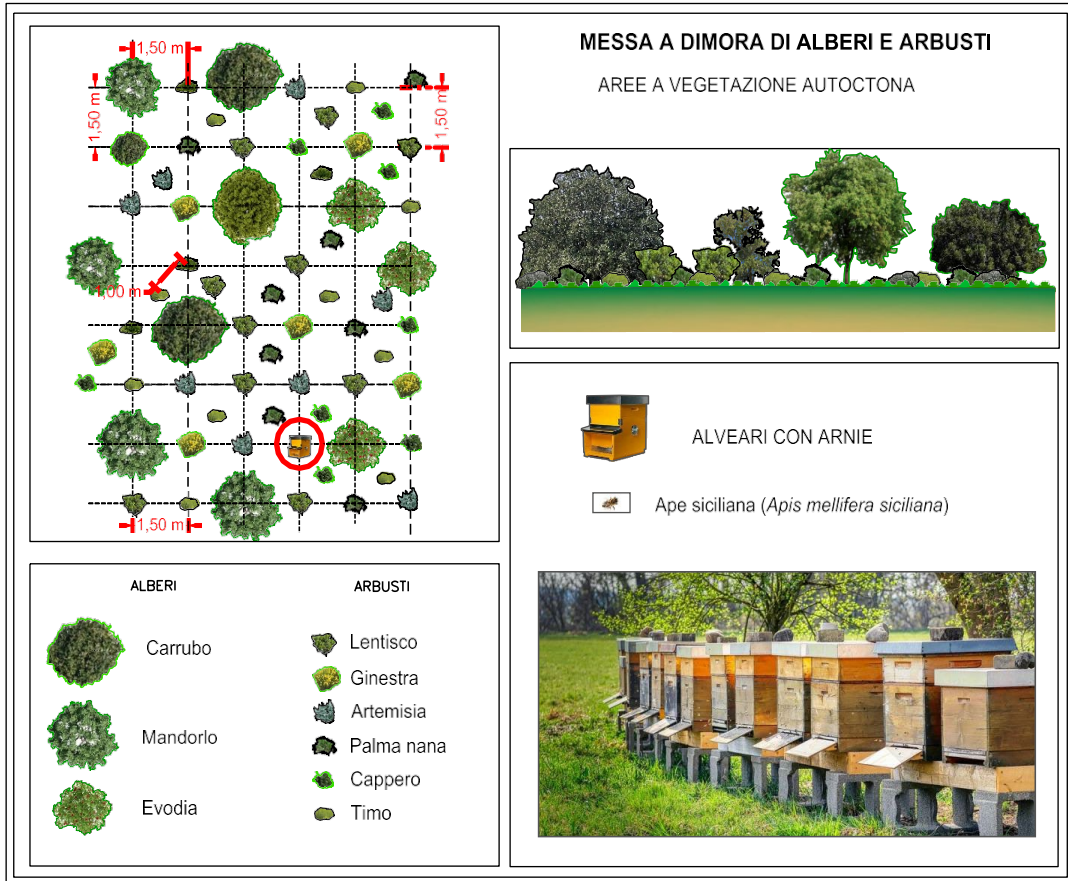 MESSA A DIMORA DI ALBERI E ARBUSTI
AREE A VEGETAZIONE AUTOCTONA
1,50 m
1,50 m
1,50 m
1,00 m
1,50 m
ALBERI
Carrubo
Mandorlo
Evodia
ARBUSTI
Lentisco
Ginestra
Artemisia
Palma nana
Cappero
Timo
ALVEARI CON ARNIE
Ape siciliana (Apis mellifera siciliana)